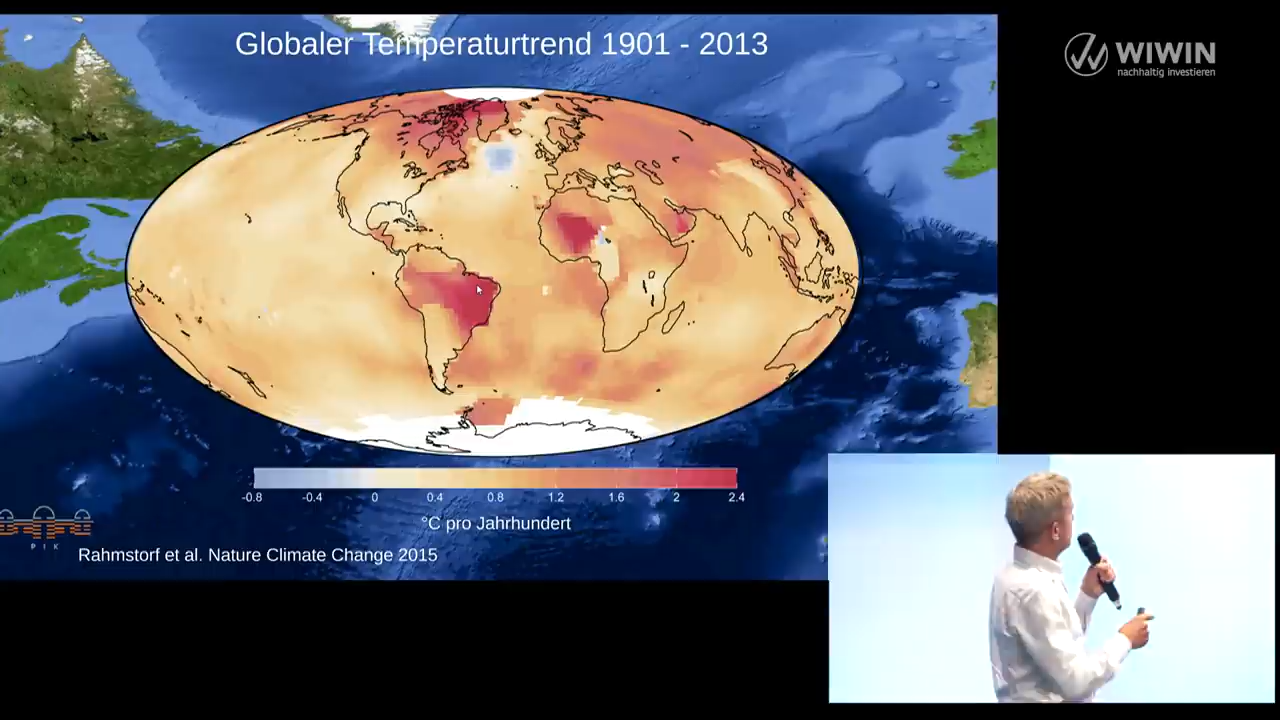 Globaler Temperaturtrend 1901 - 2013
WIWIN
nachhaltig investieren
-0.8 -0.4 0 0.4 0.8 1.2 1.6 2 2.4
°C pro Jahrhundert
P I K
Rahmstorf et al. Nature Climate Change 2015